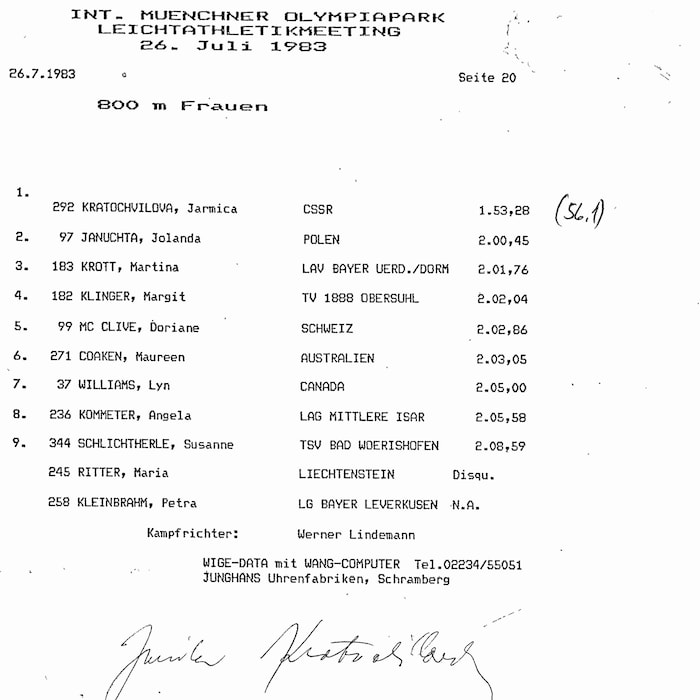 INT. MUENCHNER OLYMPIAPARK
LEICHTATHLETIKMEETING
26. Juli 1983
26.7.1983
Seite 20
800 m Frauen
1.
292 KRATOCHVILOVA, Jarmica CSSR 1.53,28 (56,1)
2. 97 JANUCHTA, Jolanda POLEN 2.00,45
3. 183 KROTT, Martina LAV BAYER UERD./DORM 2.01,76
4. 182 KLINGER, Margit TV 1888 OBERSUHL 2.02,04
5. 99 MC CLIVE, Doriane SCHWEIZ 2.02,86
6. 271 COAKEN, Maureen AUSTRALIEN 2.03,05
7. 37 WILLIAMS, Lyn CANADA 2.05,00
8. 236 KOMMETER, Angela LAG MITTLERE ISAR 2.05,58
9. 344 SCHLICHTHERLE, Susanne TSV BAD WOERISHOFEN 2.08,59
245 RITTER, Maria LIECHTENSTEIN Disqu.
258 KLEINBRAHM, Petra LG BAYER LEVERKUSEN N.A.
Kampfrichter: Werner Lindemann
WIGE-DATA mit WANG-COMPUTER Tel.02234/55051
JUNGHANS Uhrenfabriken, Schramberg